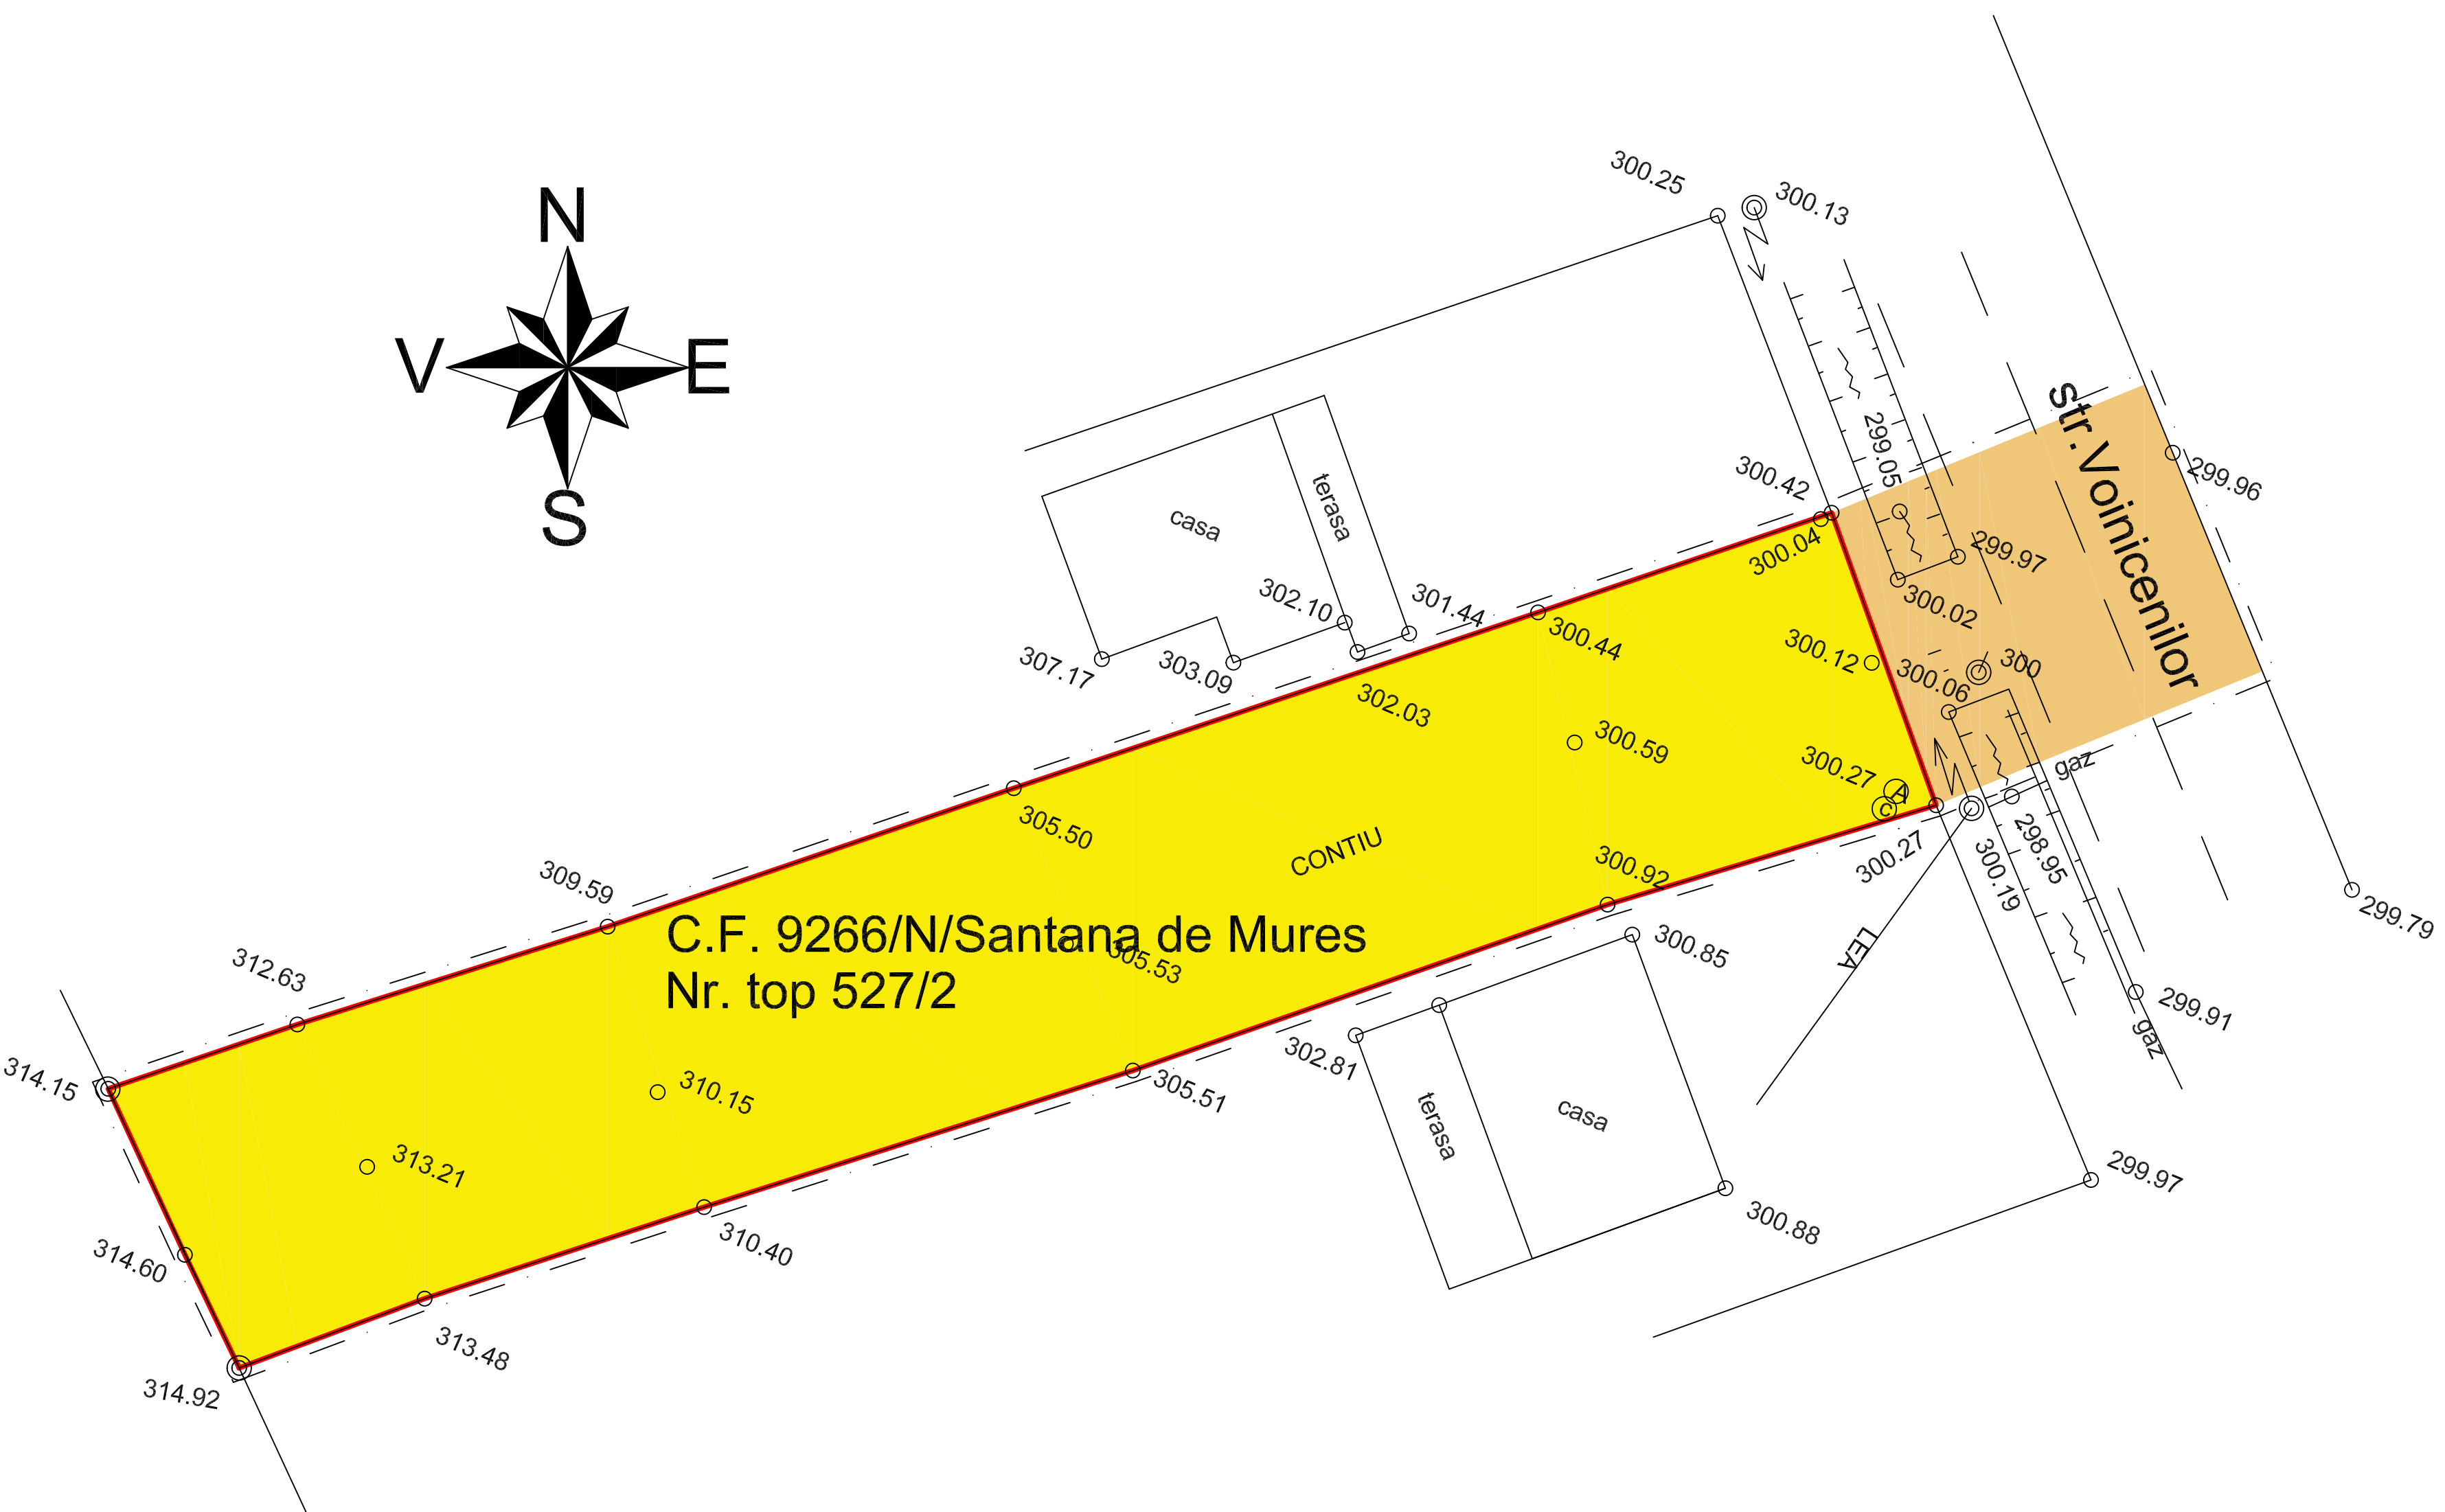 N
V
E
S
300.25
300.13
299.05
str.Voinicenilor
299.96
300.42
300.04
299.97
300.02
casa
terasa
302.10
301.44
300.44
307.17
303.09
302.03
300.12
300.06
300
300.59
300.27
A
C
gaz
305.50
CONTIU
300.92
300.27
300.19
298.95
299.79
309.59
C.F. 9266/N/Santana de Mures
305.53
Nr. top 527/2
300.85
LEA
312.63
299.91
gaz
314.15
302.81
305.51
310.15
terasa
casa
313.21
299.97
300.88
314.60
310.40
313.48
314.92